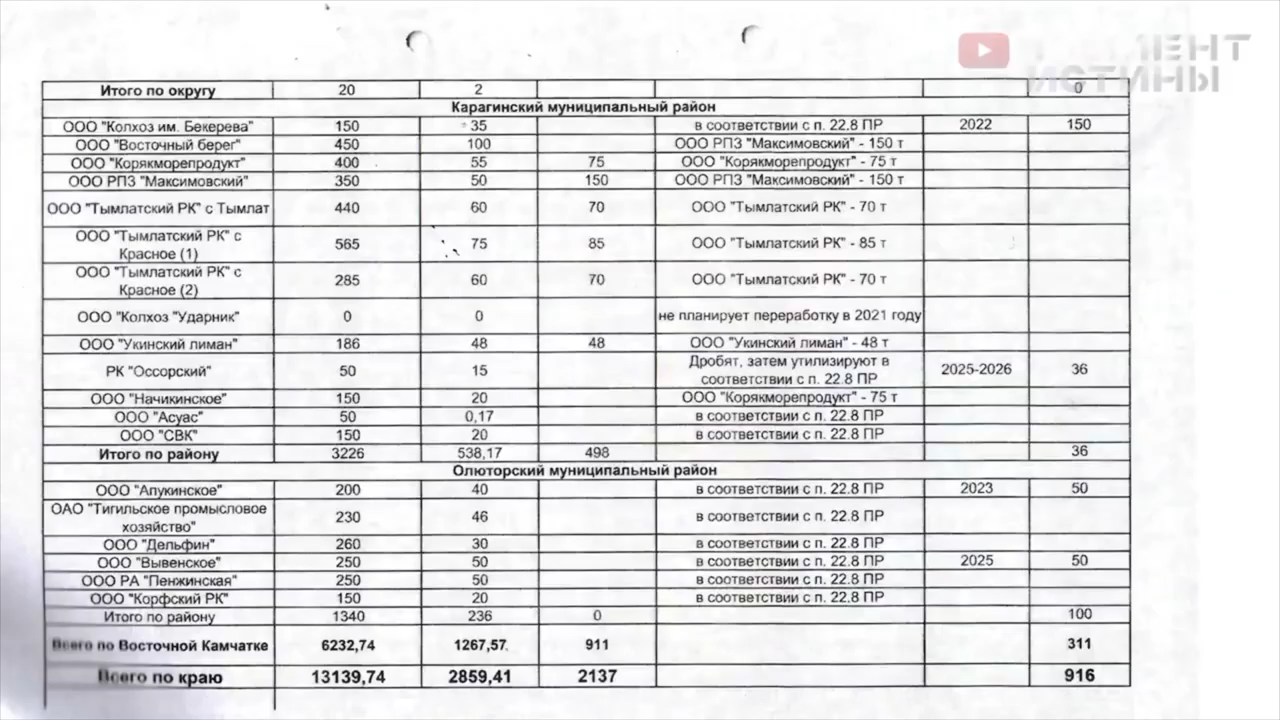 МЕНТ
ИСТИНЫ
Итого по округу 20 2 0
Карагинский муниципальный район
ООО "Колхоз им. Бекерева" 150 35 в соответствии с п. 22.8 ПР 2022 150
ООО "Восточный берег" 450 100 ООО РПЗ "Максимовский" - 150 т
ООО "Корякморепродукт" 400 55 75 ООО "Корякморепродукт" - 75 т
ООО РПЗ "Максимовский" 350 50 150 ООО РПЗ "Максимовский" - 150 т
ООО "Тымлатский РК" с Тымлат 440 60 70 ООО "Тымлатский РК" - 70 т
ООО "Тымлатский РК" с
Красное (1) 565 75 85 ООО "Тымлатский РК" - 85 т
ООО "Тымлатский РК" с
Красное (2) 285 60 70 ООО "Тымлатский РК" - 70 т
ООО "Колхоз "Ударник" 0 0 не планирует переработку в 2021 году
ООО "Укинский лиман" 186 48 48 ООО "Укинский лиман" - 48 т
РК "Оссорский" 50 15 Дробят, затем утилизируют в
соответствии с п. 22.8 ПР 2025-2026 36
ООО "Начикинское" 150 20 ООО "Корякморепродукт" - 75 т
ООО "Асуас" 50 0,17 в соответствии с п. 22.8 ПР
ООО "СВК" 150 20 в соответствии с п. 22.8 ПР
Итого по району 3226 538,17 498 36
Олюторский муниципальный район
ООО "Апукинское" 200 40 в соответствии с п. 22.8 ПР 2023 50
ОАО "Тигильское промысловое
хозяйство" 230 46 в соответствии с п. 22.8 ПР
ООО "Дельфин" 260 30 в соответствии с п. 22.8 ПР
ООО "Вывенское" 250 50 в соответствии с п. 22.8 ПР 2025 50
ООО РА "Пенжинская" 250 50 в соответствии с п. 22.8 ПР
ООО "Корфский РК" 150 20 в соответствии с п. 22.8 ПР
Итого по району 1340 236 0 100
Всего по Восточной Камчатке 6232,74 1267,57 911 311
Всего по краю 13139,74 2859,41 2137 916